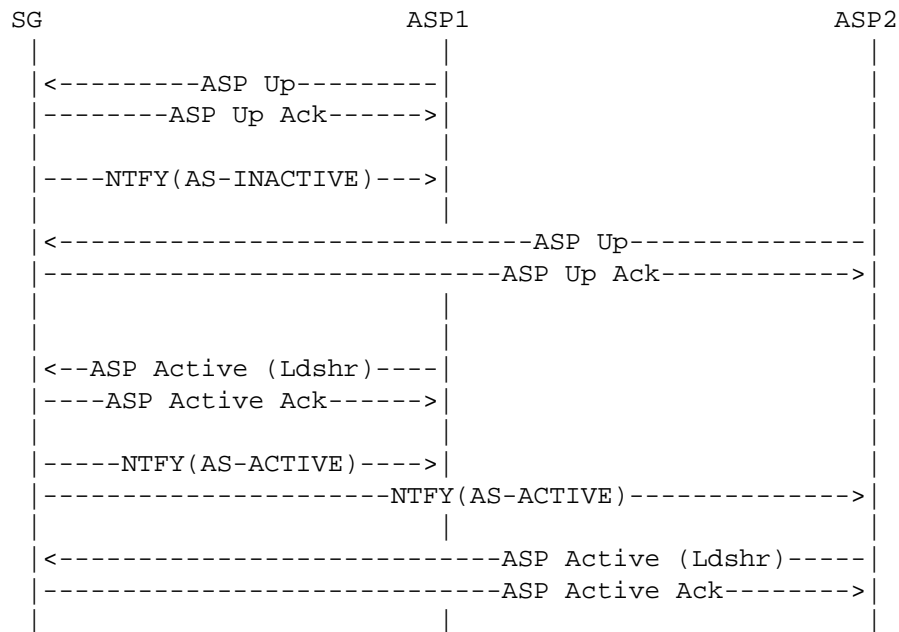 SG                        ASP1                       ASP2
 |                         |                          |
 |<---------ASP Up---------|                          |
 |--------ASP Up Ack------>|                          |
 |                         |                          |
 |----NTFY(AS-INACTIVE)--->|                          |
 |                         |                          |
 |<------------------------------ASP Up---------------|
 |-----------------------------ASP Up Ack------------>|
 |                         |                          |
 |                         |                          |
 |<--ASP Active (Ldshr)----|                          |
 |----ASP Active Ack------>|                          |
 |                         |                          |
 |-----NTFY(AS-ACTIVE)---->|                          |
 |----------------------NTFY(AS-ACTIVE)-------------->|
 |                         |                          |
 |<----------------------------ASP Active (Ldshr)-----|
 |-----------------------------ASP Active Ack-------->|
 |                         |                          |